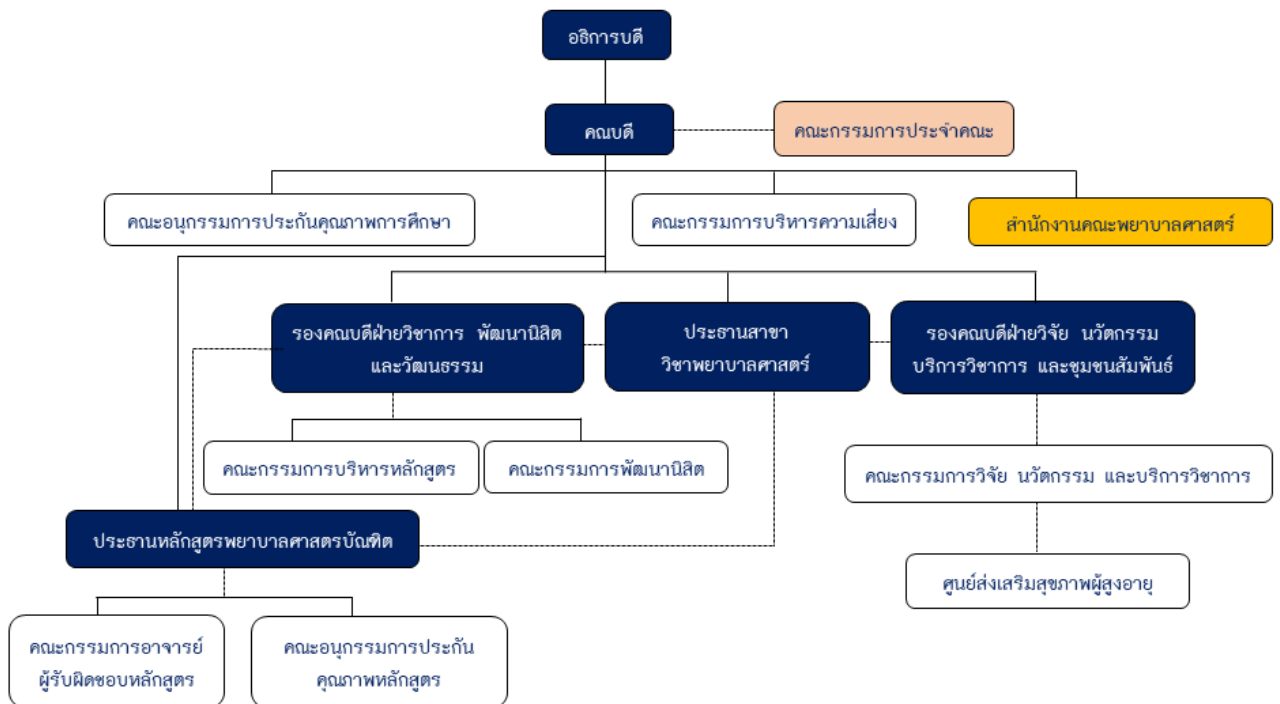 อธิการบดี
คณบดี
คณะกรรมการประจำคณะ
คณะอนุกรรมการประกันคุณภาพการศึกษา
คณะกรรมการบริหารความเสี่ยง
สำนักงานคณะพยาบาลศาสตร์
รองคณบดีฝ่ายวิชาการ พัฒนานิสิต
และวัฒนธรรม
ประธานสาขา
วิชาพยาบาลศาสตร์
รองคณบดีฝ่ายวิจัย นวัตกรรม
บริการวิชาการ และชุมชนสัมพันธ์
คณะกรรมการบริหารหลักสูตร
คณะกรรมการพัฒนานิสิต
คณะกรรมการวิจัย นวัตกรรม และบริการวิชาการ
ประธานหลักสูตรพยาบาลศาสตรบัณฑิต
ศูนย์ส่งเสริมสุขภาพผู้สูงอายุ
คณะกรรมการอาจารย์
ผู้รับผิดชอบหลักสูตร
คณะอนุกรรมการประกัน
คุณภาพหลักสูตร